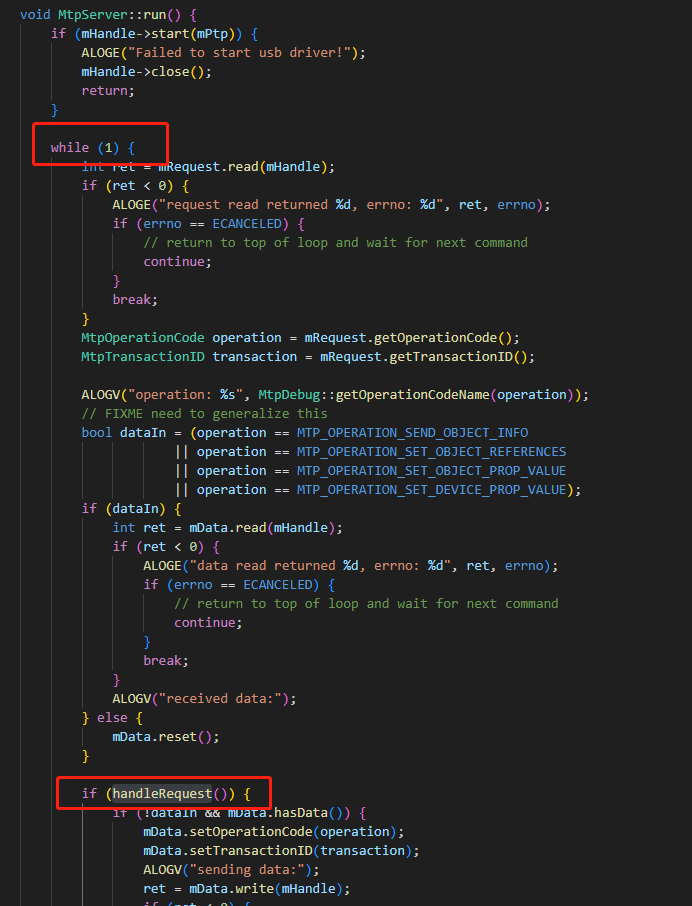 void MtpServer::run() {
    if (mHandle->start(mPtp)) {
        ALOGE("Failed to start usb driver!");
        mHandle->close();
        return;
    }

    while (1) {
        int ret = mRequest.read(mHandle);
        if (ret < 0) {
            ALOGE("request read returned %d, errno: %d", ret, errno);
            if (errno == ECANCELED) {
                // return to top of loop and wait for next command
                continue;
            }
            break;
        }
        MtpOperationCode operation = mRequest.getOperationCode();
        MtpTransactionID transaction = mRequest.getTransactionID();

        ALOGV("operation: %s", MtpDebug::getOperationCodeName(operation));
        // FIXME need to generalize this
        bool dataIn = (operation == MTP_OPERATION_SEND_OBJECT_INFO
                    || operation == MTP_OPERATION_SET_OBJECT_REFERENCES
                    || operation == MTP_OPERATION_SET_OBJECT_PROP_VALUE
                    || operation == MTP_OPERATION_SET_DEVICE_PROP_VALUE);
        if (dataIn) {
            int ret = mData.read(mHandle);
            if (ret < 0) {
                ALOGE("data read returned %d, errno: %d", ret, errno);
                if (errno == ECANCELED) {
                    // return to top of loop and wait for next command
                    continue;
                }
                break;
            }
            ALOGV("received data:");
        } else {
            mData.reset();
        }

        if (handleRequest()) {
            if (!dataIn && mData.hasData()) {
                mData.setOperationCode(operation);
                mData.setTransactionID(transaction);
                ALOGV("sending data:");
                ret = mData.write(mHandle);
                if (ret < 0) {